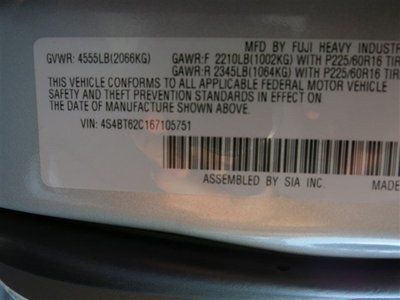 MFD BY FUJI HEAVY INDUSTR
GVWR: 4555LB(2066KG) GAWR:F 2210LB(1002KG) WITH P225/60R16 TIR
GAWR:R 2345LB(1064KG) WITH P225/60R16 TIR
THIS VEHICLE CONFORMS TO ALL APPLICABLE FEDERAL MOTOR VEHICLE
SAFETY AND THEFT PREVENTION STANDARDS IN EFFECT ON
THE DATE OF MANUFACTURE SHOWN ABOVE.
VIN: 4S4BT62C167105751
ASSEMBLED BY SIA INC. MADE